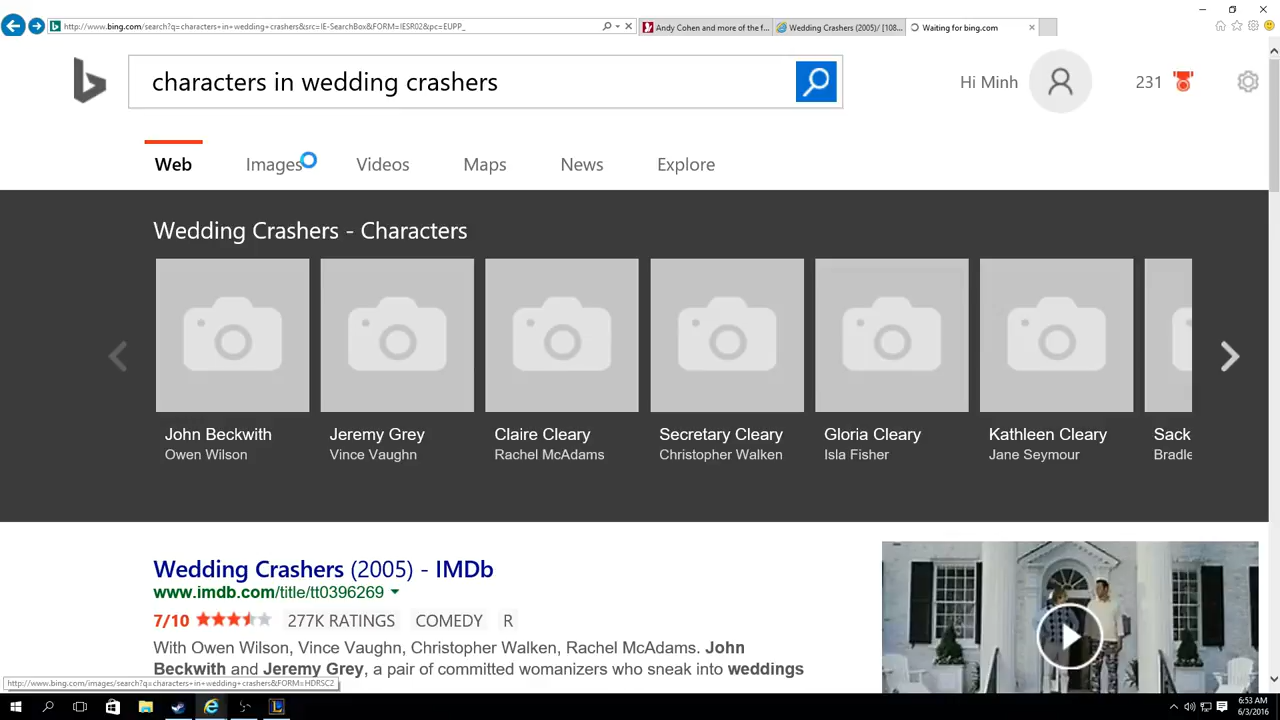 http://www.bing.com/search?q=characters+in+wedding+crashers&src=IE-SearchBox&FORM=IESR02&pc=EUPP_
Andy Cohen and more of the f...
Wedding Crashers (2005)/ [108...
Waiting for bing.com
characters in wedding crashers
Hi Minh
231
Web
Images
Videos
Maps
News
Explore
Wedding Crashers - Characters
John Beckwith
Owen Wilson
Jeremy Grey
Vince Vaughn
Claire Cleary
Rachel McAdams
Secretary Cleary
Christopher Walken
Gloria Cleary
Isla Fisher
Kathleen Cleary
Jane Seymour
Sack
Bradle
Wedding Crashers (2005) - IMDb
www.imdb.com/title/tt0396269
7/10
277K RATINGS
COMEDY
R
With Owen Wilson, Vince Vaughn, Christopher Walken, Rachel McAdams. John
Beckwith and Jeremy Grey, a pair of committed womanizers who sneak into weddings
http://www.bing.com/images/search?q=characters+in+wedding+crashers&FORM=HDRSC2
6:53 AM
6/3/2016